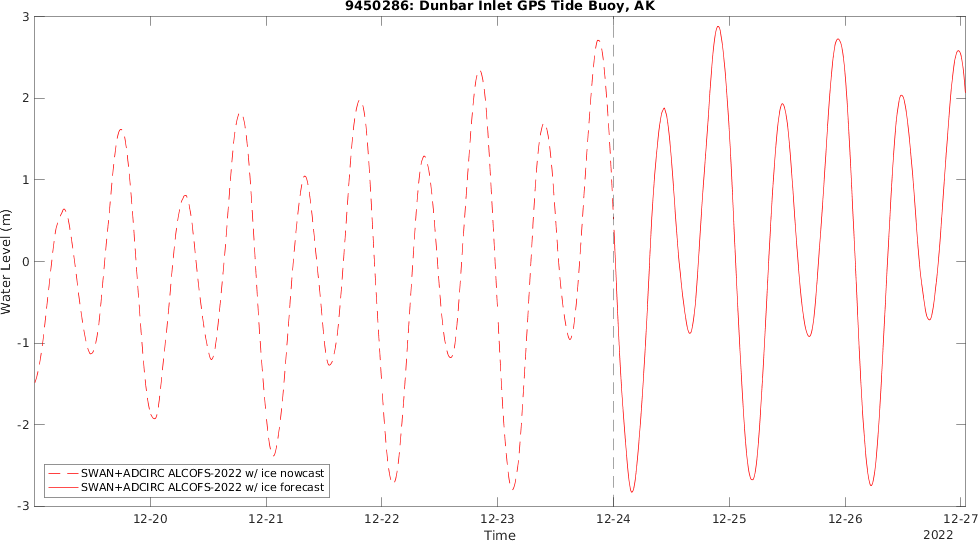 9450286: Dunbar Inlet GPS Tide Buoy, AK
3
2
1
0
-1
-2
-3
Water Level (m)
SWAN+ADCIRC ALCOFS-2022 w/ ice nowcast
SWAN+ADCIRC ALCOFS-2022 w/ ice forecast
12-20 12-21 12-22 12-23 12-24 12-25 12-26 12-27
Time
2022